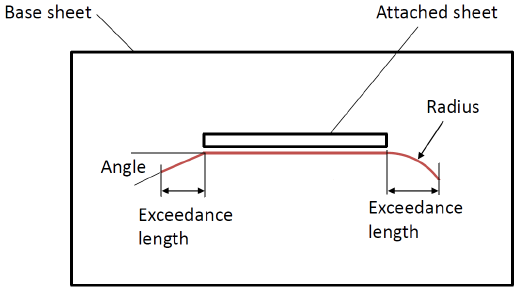 Base sheet
Attached sheet
Radius
Angle
Exceedance
length
Exceedance
length